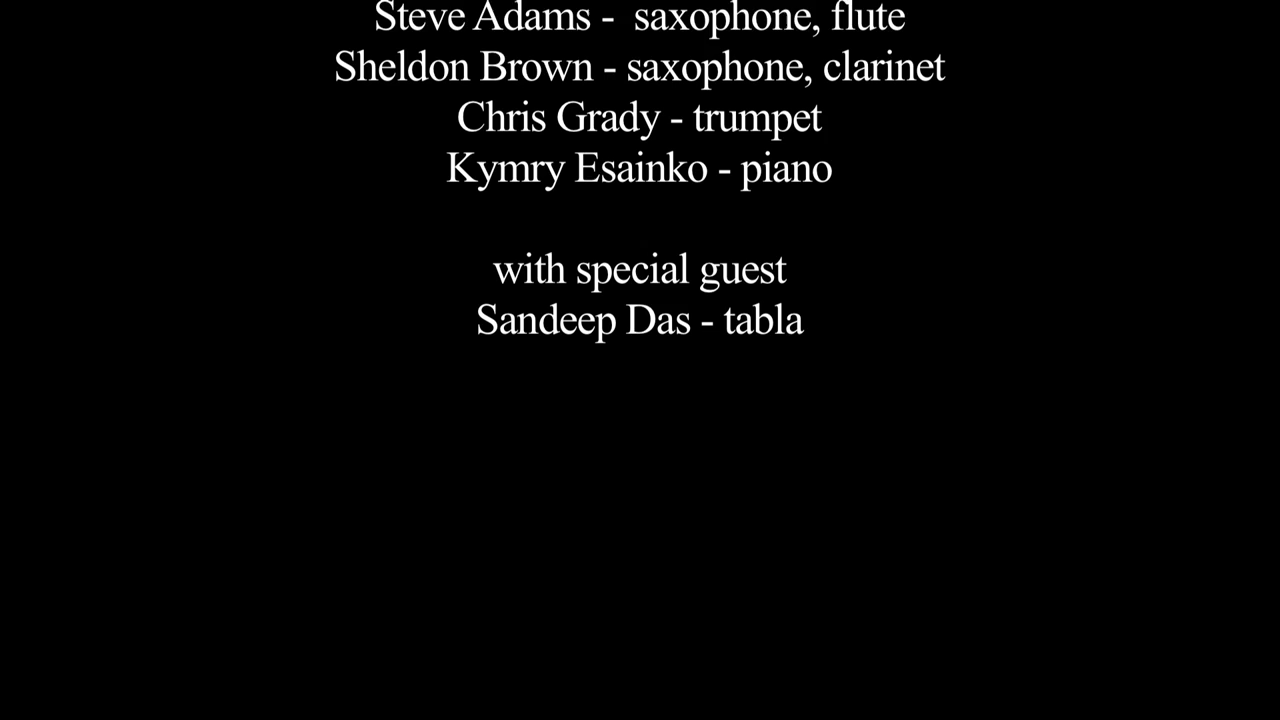 Steve Adams -  saxophone, flute
Sheldon Brown - saxophone, clarinet
Chris Grady - trumpet
Kymry Esainko - piano
with special guest
Sandeep Das - tabla